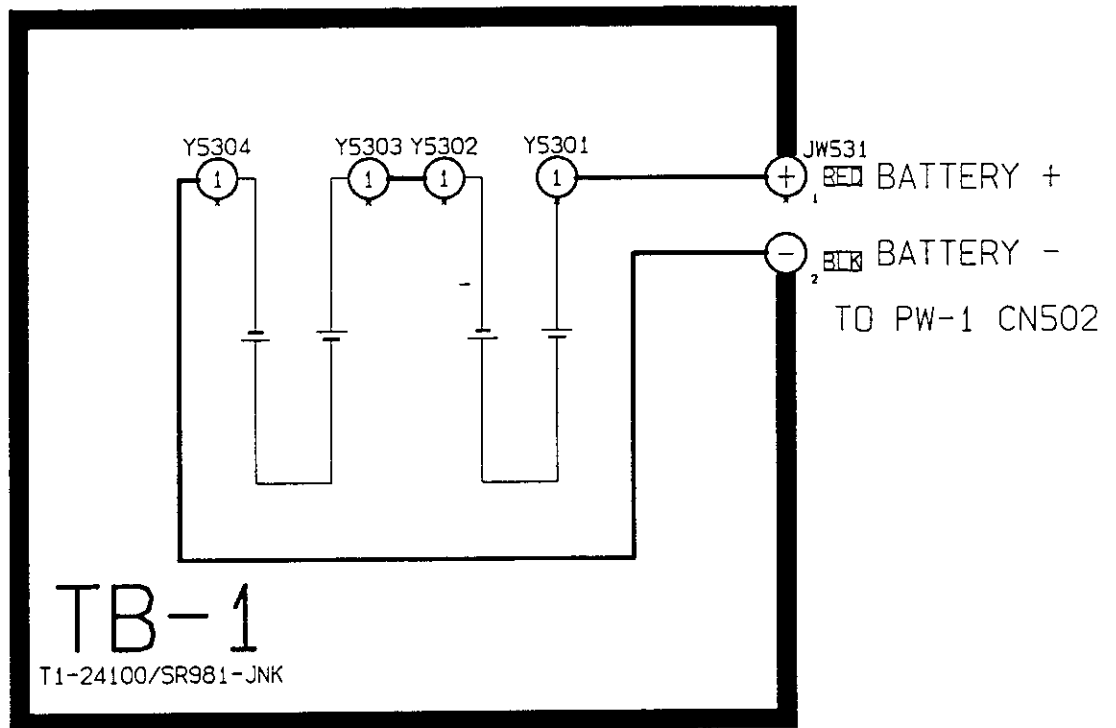 Y5304 Y5303 Y5302 Y5301
1 1 1 1
JW531
+ RED BATTERY +
1
- BLK BATTERY -
2
TO PW-1 CN502
-
TB-1
T1-24100/SR981-JNK